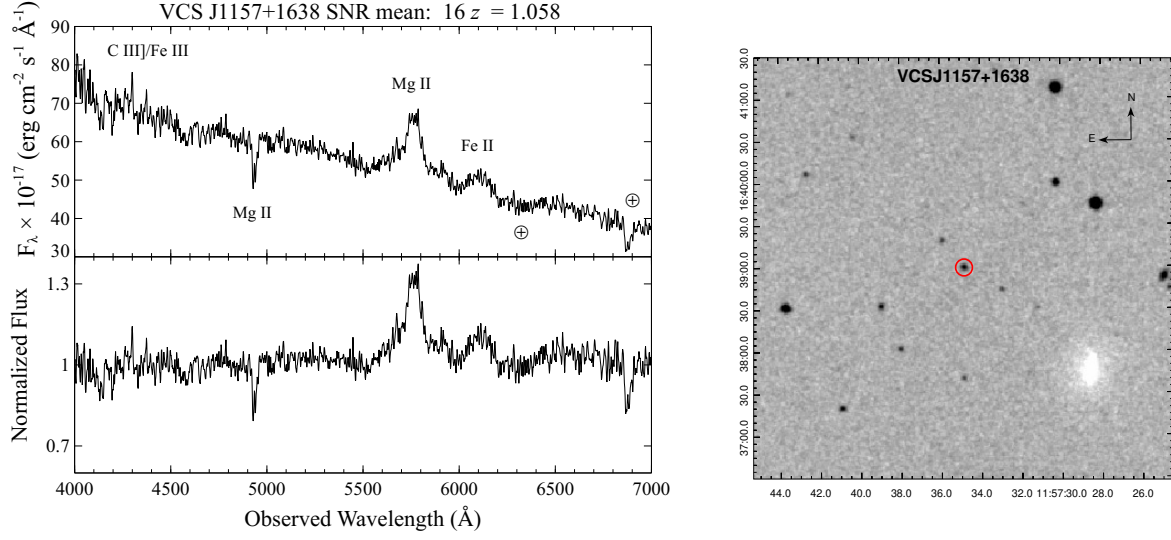 VCS J1157+1638 SNR mean: 16 z = 1.058
F_λ × 10^-17 (erg cm^-2 s^-1 Å^-1)
90
80
70
60
50
40
30
C III]/Fe III
Mg II
Mg II
Fe II
⊕
⊕
Normalized Flux
1.3
1
0.7
4000 4500 5000 5500 6000 6500 7000
Observed Wavelength (Å)
VCSJ1157+1638
N
E
30.0
41:00.0
30.0
16:40:00.0
30.0
39:00.0
30.0
38:00.0
30.0
37:00.0
44.0 42.0 40.0 38.0 36.0 34.0 32.0 11:57:30.0 28.0 26.0